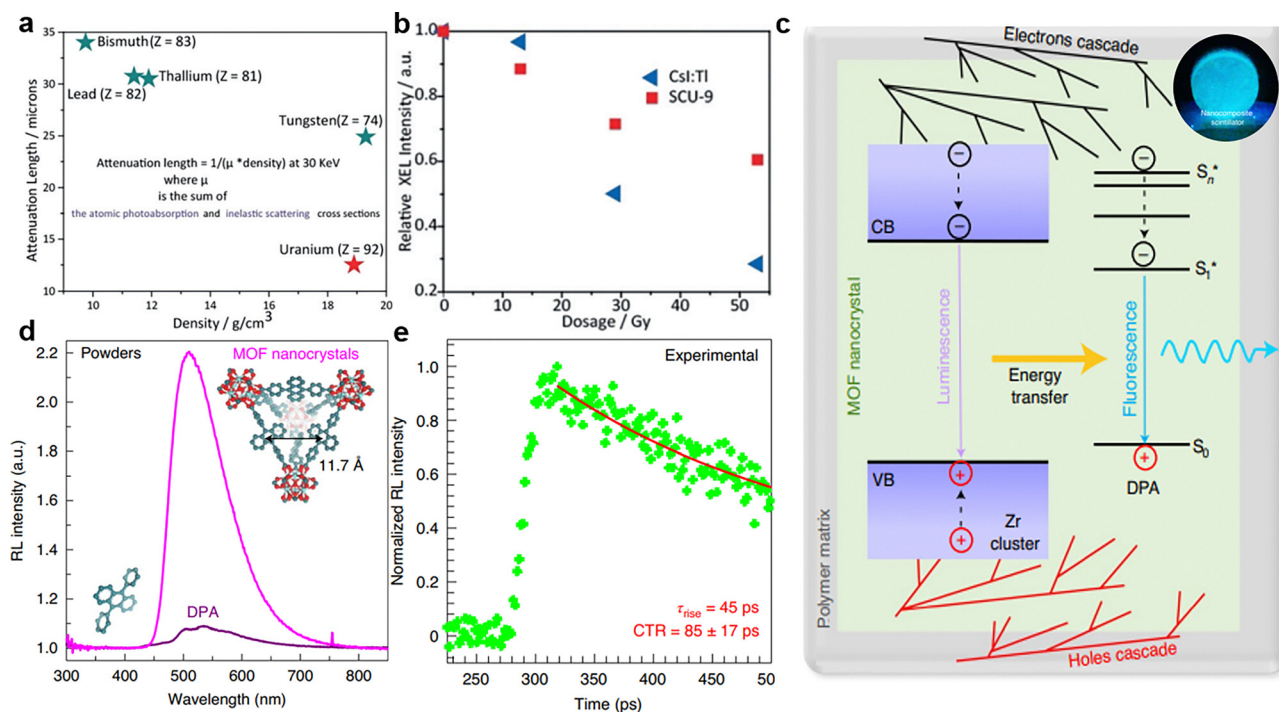 a
Attenuation Length / microns
35
30
25
20
15
10
Bismuth(Z = 83)
Thallium (Z = 81)
Lead (Z = 82)
Tungsten(Z = 74)
Attenuation length = 1/(μ *density) at 30 KeV
where μ
is the sum of
the atomic photoabsorption and inelastic scattering cross sections
Uranium (Z = 92)
10 12 14 16 18 20
Density / g/cm3
b
Relative XEL Intensity / a.u.
1.0
0.8
0.6
0.4
0.2
CsI:Tl
SCU-9
0 10 20 30 40 50
Dosage / Gy
c
Electrons cascade
Nanocomposite
scintillator
Sn*
CB
S1*
MOF nanocrystal
Luminescence
Energy
transfer
Fluorescence
S0
VB
DPA
Zr
cluster
Polymer matrix
Holes cascade
d
RL intensity (a.u.)
2.2
2.0
1.8
1.6
1.4
1.2
1.0
Powders
MOF nanocrystals
11.7 Å
DPA
300 400 500 600 700 800
Wavelength (nm)
e
Normalized RL intensity
1.0
0.8
0.6
0.4
0.2
0
Experimental
τrise = 45 ps
CTR = 85 ± 17 ps
250 300 350 400 450 50
Time (ps)